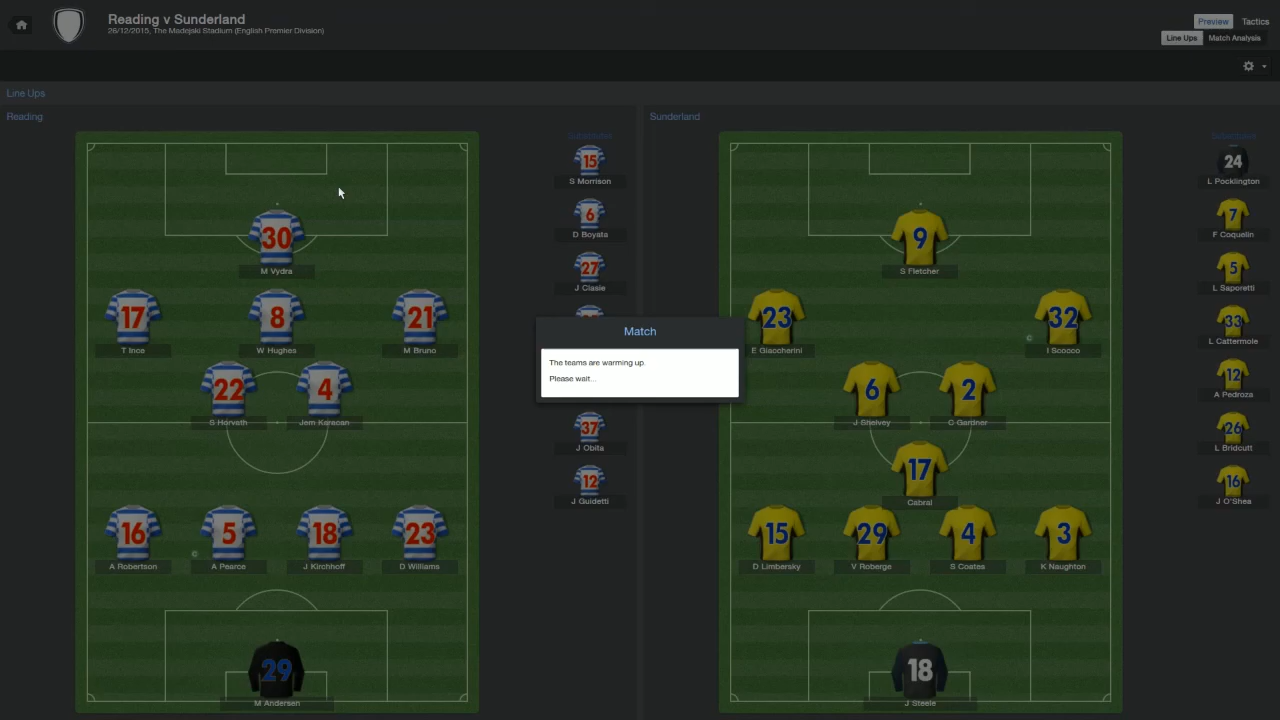 Reading v Sunderland
26/12/2015, The Madejski Stadium (English Premier Division)
Preview
Tactics
Line Ups
Match Analysis
Line Ups
Reading
30
M Vydra
17
T Ince
8
W Hughes
21
M Bruno
22
S Horvath
4
Jem Karacan
16
A Robertson
5
A Pearce
18
J Kirchhoff
23
D Williams
29
M Andersen
Substitutes
15
S Morrison
6
D Boyata
27
J Clasie
37
J Obita
12
J Guidetti
Match
The teams are warming up.
Please wait...
Sunderland
9
S Fletcher
23
E Giaccherini
32
I Scocco
6
J Shelvey
2
C Gardner
17
Cabral
15
D Limbersky
29
V Roberge
4
S Coates
3
K Naughton
18
J Steele
Substitutes
24
L Pocklington
7
F Coquelin
5
L Saporetti
33
L Cattermole
12
A Pedroza
26
L Bridcutt
16
J O'Shea